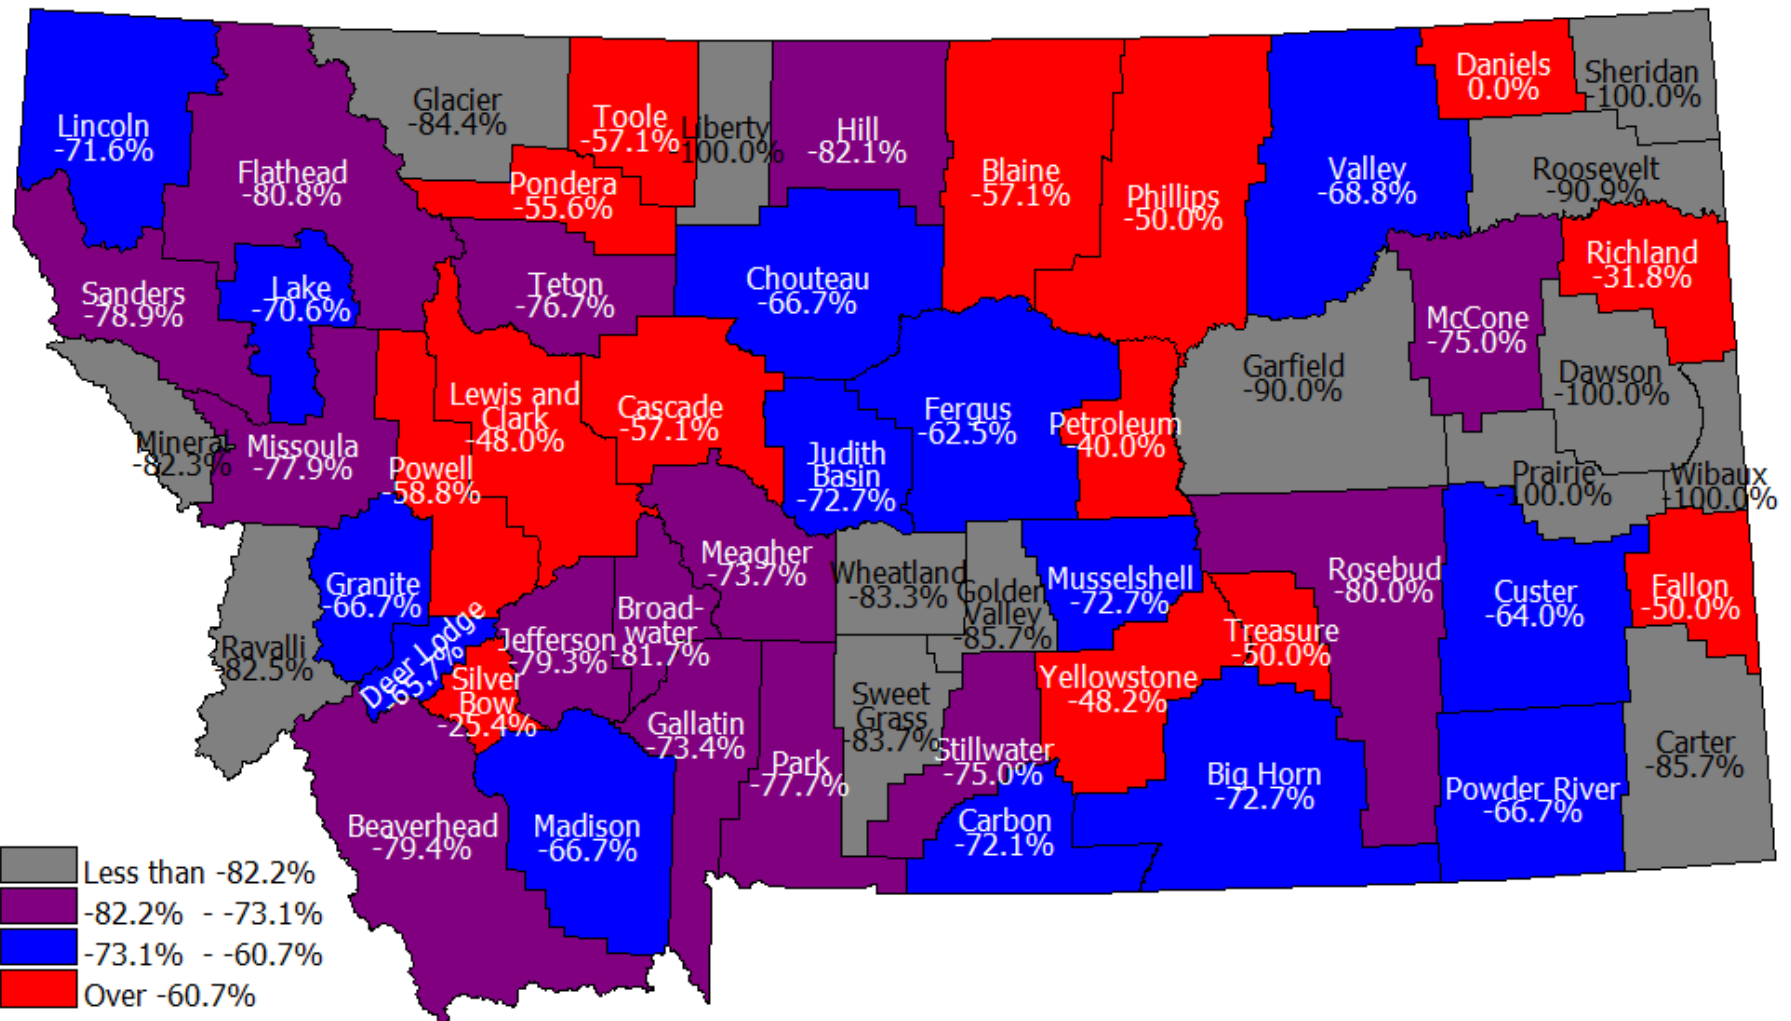 Lincoln
-71.6%
Flathead
-80.8%
Glacier
-84.4%
Toole
-57.1%
Liberty
-100.0%
Hill
-82.1%
Blaine
-57.1%
Phillips
-50.0%
Valley
-68.8%
Daniels
0.0%
Sheridan
-100.0%
Roosevelt
-90.9%
Pondera
-55.6%
Richland
-31.8%
Sanders
-78.9%
Lake
-70.6%
Teton
-76.7%
Chouteau
-66.7%
McCone
-75.0%
Garfield
-90.0%
Dawson
-100.0%
Mineral
-82.3%
Missoula
-77.9%
Powell
-58.8%
Lewis and
Clark
-48.0%
Cascade
-57.1%
Judith
Basin
-72.7%
Fergus
-62.5%
Petroleum
-40.0%
Prairie
-100.0%
Wibaux
-100.0%
Ravalli
-82.5%
Granite
-66.7%
Deer Lodge
-65.7%
Silver
Bow
-25.4%
Jefferson
-79.3%
Broad-
water
-81.7%
Meagher
-73.7%
Wheatland
-83.3%
Golden
Valley
-85.7%
Musselshell
-72.7%
Rosebud
-80.0%
Custer
-64.0%
Fallon
-50.0%
Treasure
-50.0%
Yellowstone
-48.2%
Sweet
Grass
-83.7%
Stillwater
-75.0%
Gallatin
-73.4%
Park
-77.7%
Beaverhead
-79.4%
Madison
-66.7%
Carbon
-72.1%
Big Horn
-72.7%
Powder River
-66.7%
Carter
-85.7%
Less than -82.2%
-82.2% - -73.1%
-73.1% - -60.7%
Over -60.7%